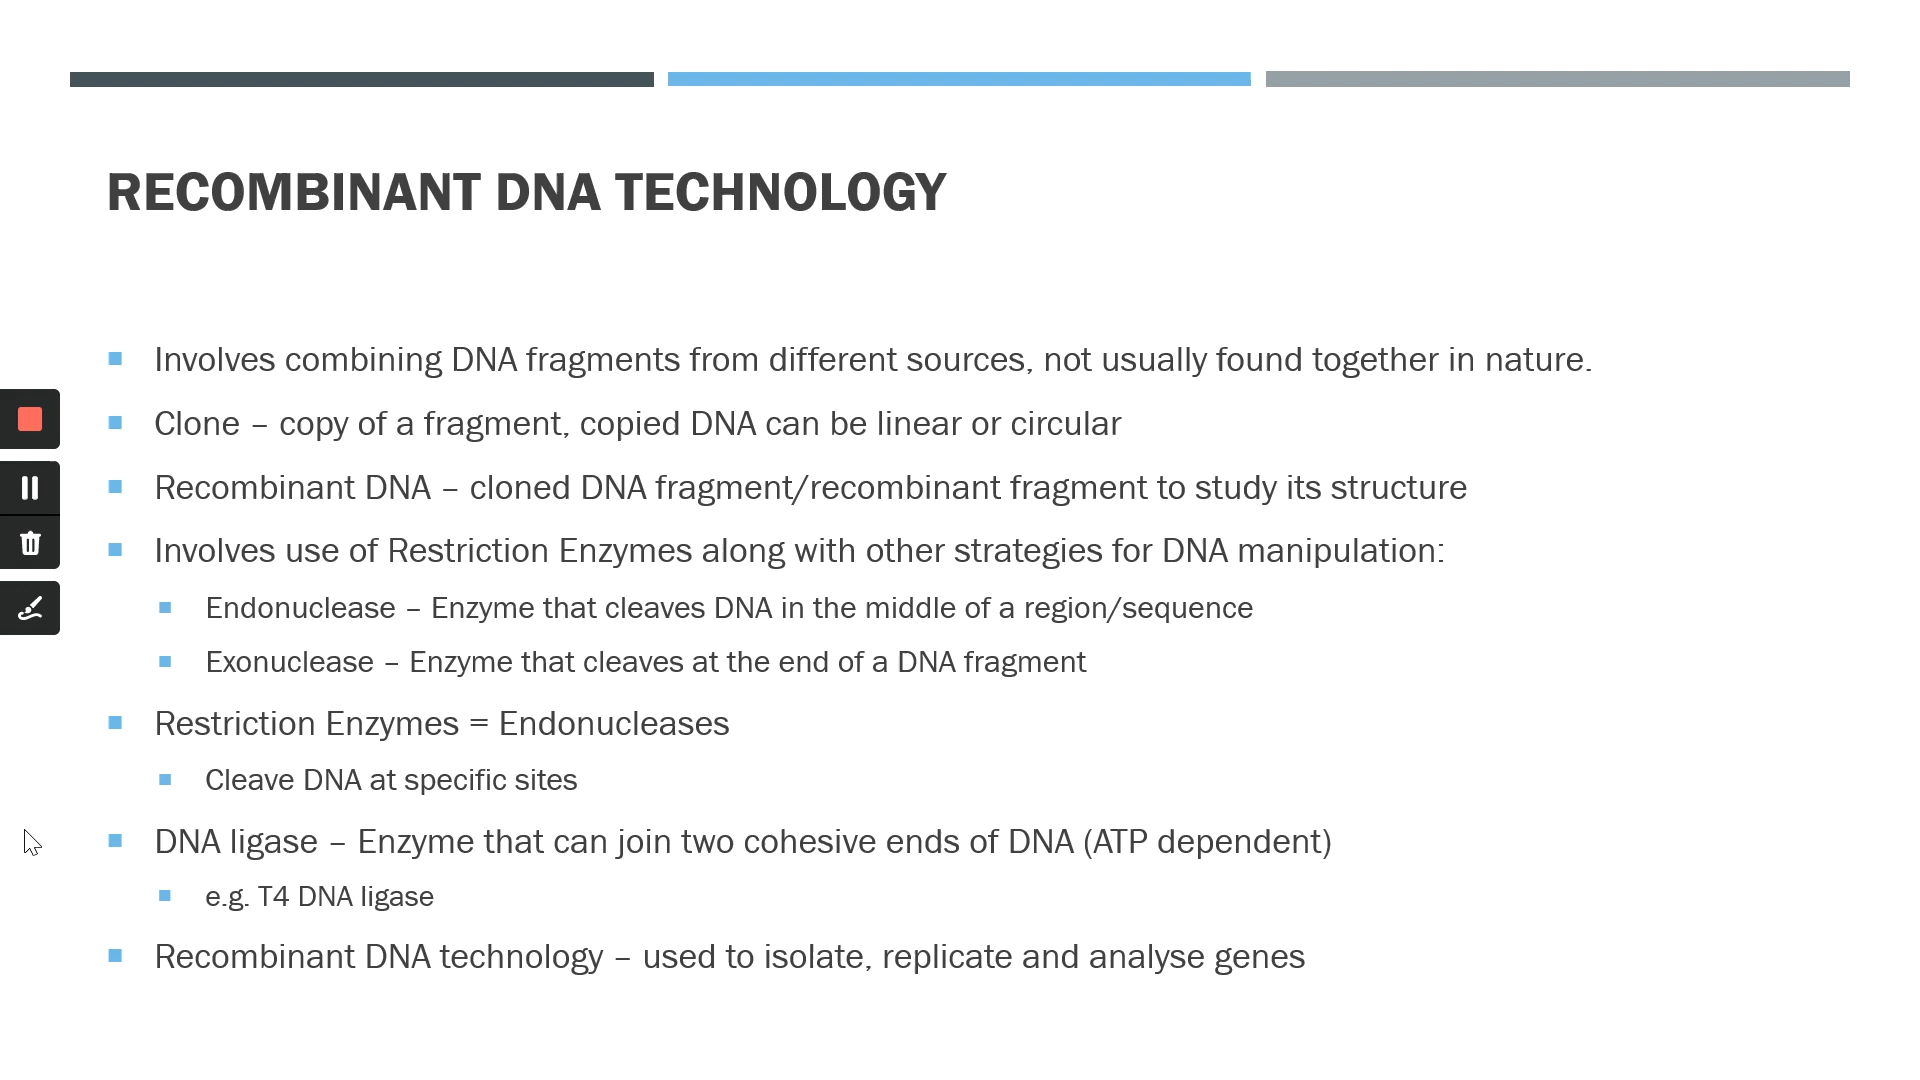 RECOMBINANT DNA TECHNOLOGY
Involves combining DNA fragments from different sources, not usually found together in nature.
Clone – copy of a fragment, copied DNA can be linear or circular
Recombinant DNA – cloned DNA fragment/recombinant fragment to study its structure
Involves use of Restriction Enzymes along with other strategies for DNA manipulation:
Endonuclease – Enzyme that cleaves DNA in the middle of a region/sequence
Exonuclease – Enzyme that cleaves at the end of a DNA fragment
Restriction Enzymes = Endonucleases
Cleave DNA at specific sites
DNA ligase – Enzyme that can join two cohesive ends of DNA (ATP dependent)
e.g. T4 DNA ligase
Recombinant DNA technology – used to isolate, replicate and analyse genes